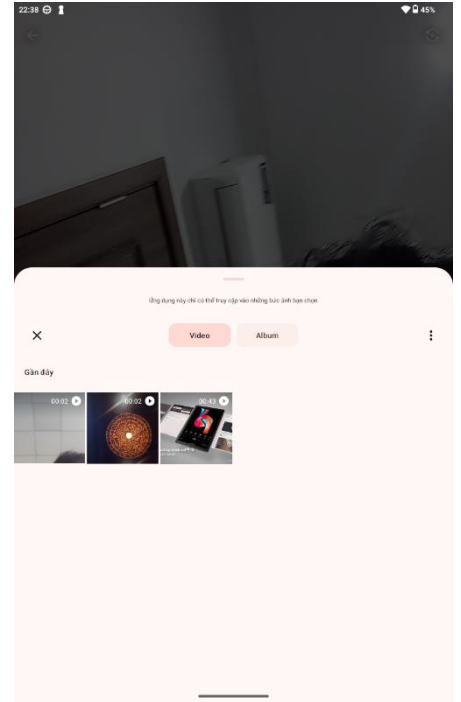 22:38
45%
Ứng dụng này chỉ có thể truy cập vào những bức ảnh bạn chọn
Video
Album
Gần đây
00:02
00:02
00:43